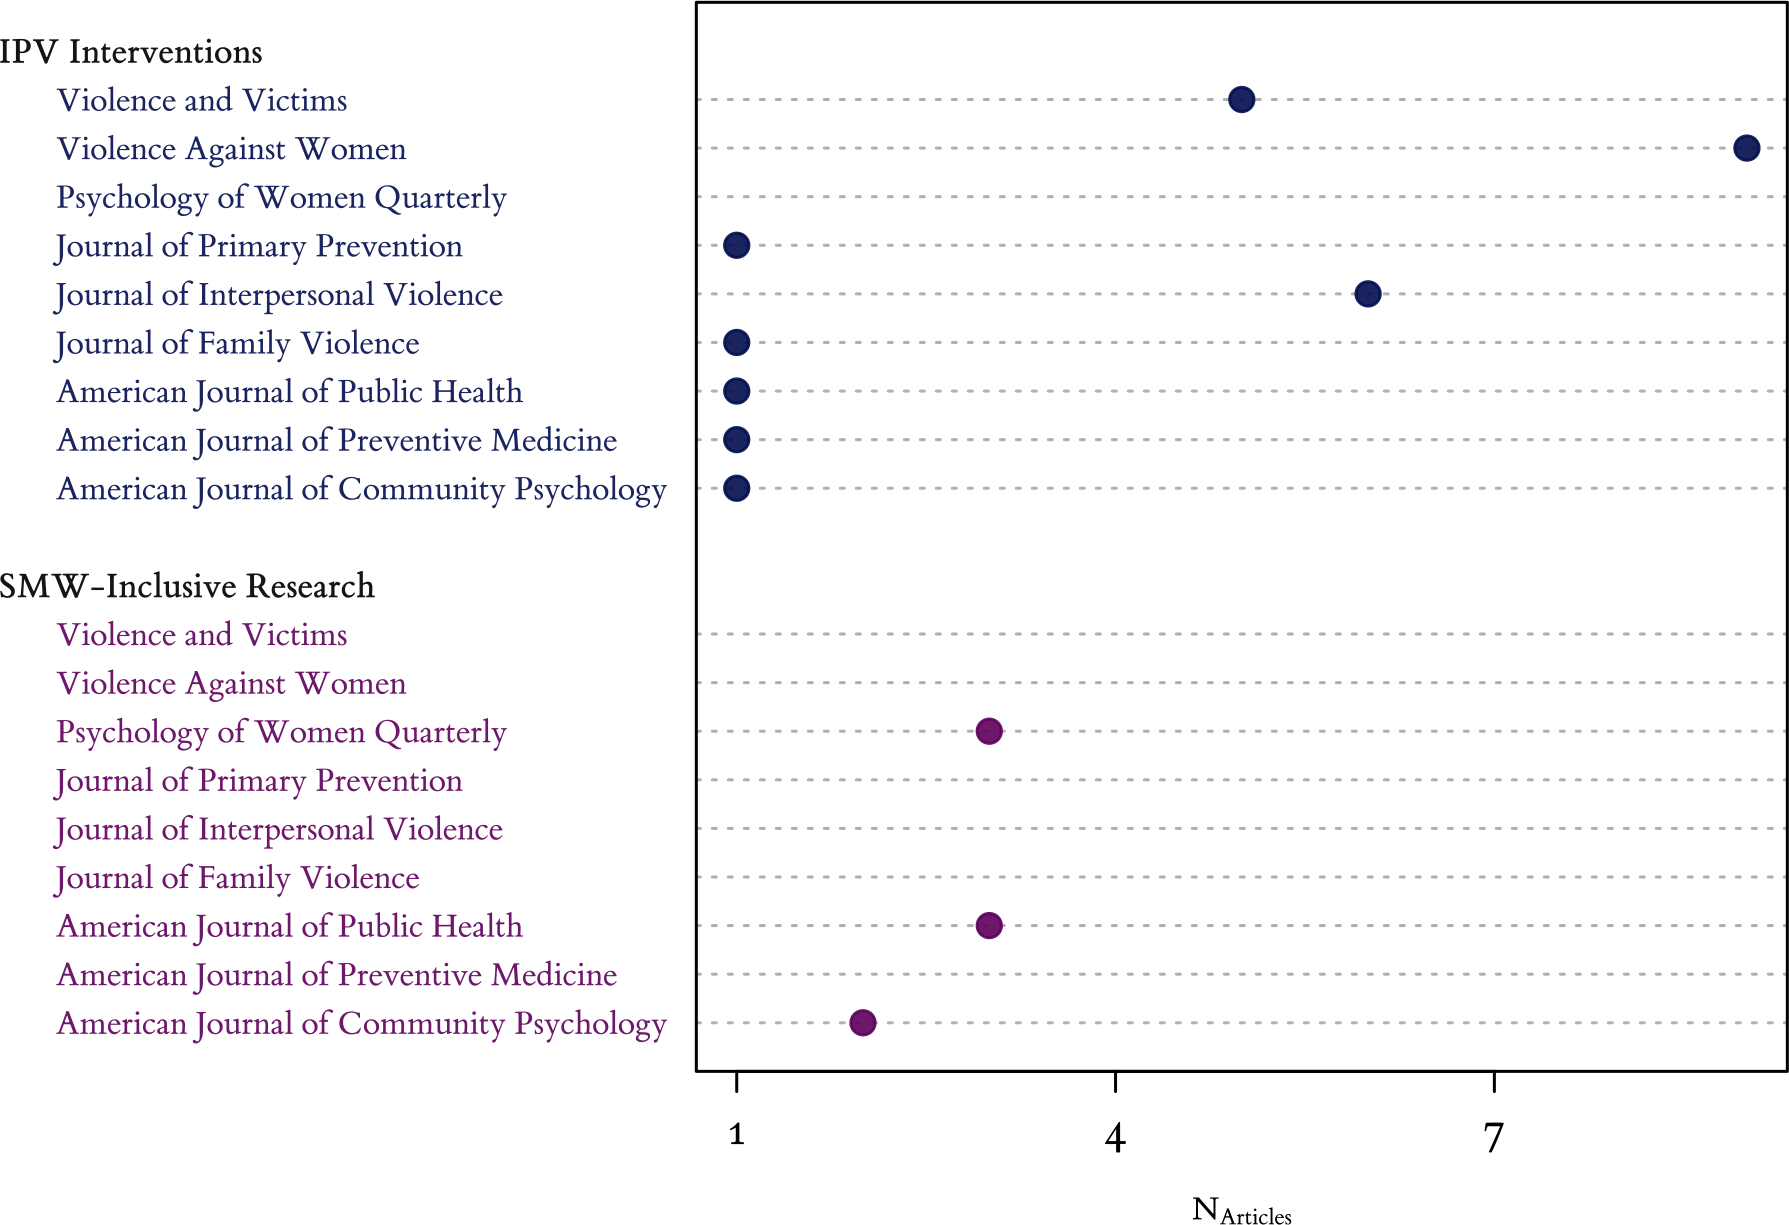 IPV Interventions
Violence and Victims
Violence Against Women
Psychology of Women Quarterly
Journal of Primary Prevention
Journal of Interpersonal Violence
Journal of Family Violence
American Journal of Public Health
American Journal of Preventive Medicine
American Journal of Community Psychology
SMW-Inclusive Research
Violence and Victims
Violence Against Women
Psychology of Women Quarterly
Journal of Primary Prevention
Journal of Interpersonal Violence
Journal of Family Violence
American Journal of Public Health
American Journal of Preventive Medicine
American Journal of Community Psychology
1 4 7
NArticles